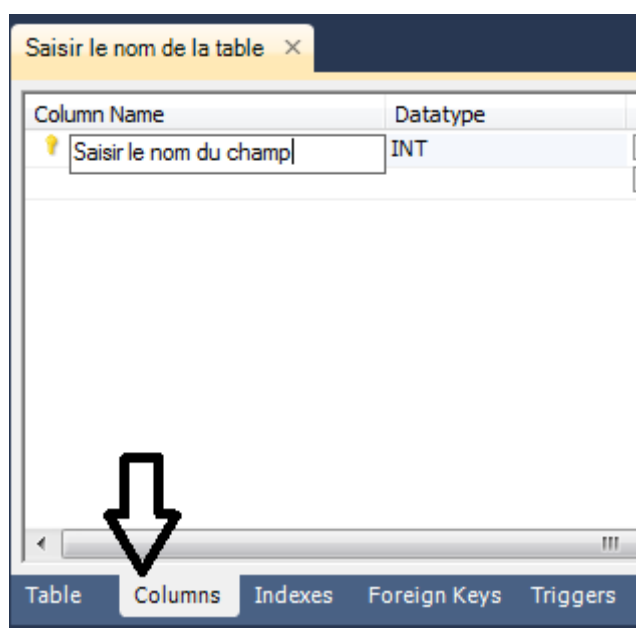 Saisir le nom de la table ×
Column Name Datatype
Saisir le nom du champ INT
Table Columns Indexes Foreign Keys Triggers